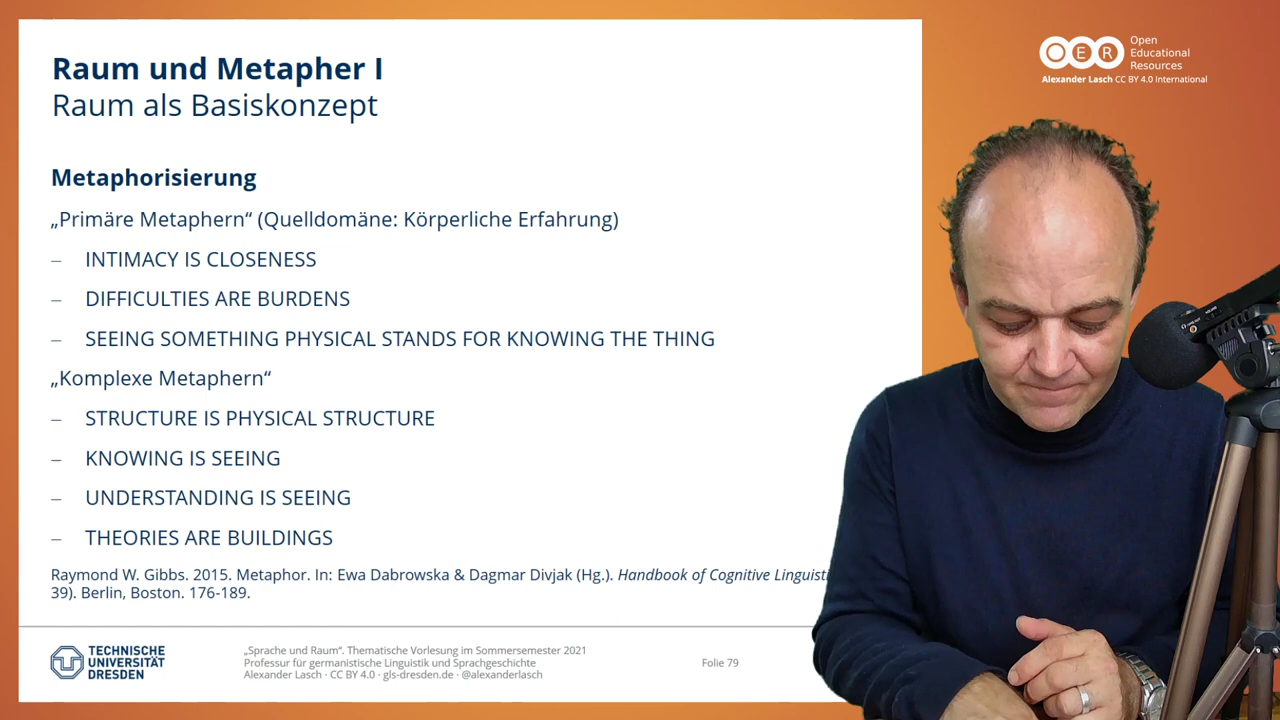 Raum und Metapher I
Raum als Basiskonzept
Metaphorisierung
„Primäre Metaphern“ (Quelldomäne: Körperliche Erfahrung)
– INTIMACY IS CLOSENESS
– DIFFICULTIES ARE BURDENS
– SEEING SOMETHING PHYSICAL STANDS FOR KNOWING THE THING
„Komplexe Metaphern“
– STRUCTURE IS PHYSICAL STRUCTURE
– KNOWING IS SEEING
– UNDERSTANDING IS SEEING
– THEORIES ARE BUILDINGS
Raymond W. Gibbs. 2015. Metaphor. In: Ewa Dabrowska & Dagmar Divjak (Hg.). Handbook of Cognitive
39). Berlin, Boston. 176-189.
TECHNISCHE
UNIVERSITÄT
DRESDEN
„Sprache und Raum“. Thematische Vorlesung im Sommersemester 2021
Professur für germanistische Linguistik und Sprachgeschichte
Alexander Lasch · CC BY 4.0 · gls-dresden.de · @alexanderlasch
Folie 79
OER
Open
Educational
Resources
Alexander Lasch CC BY 4.0 International